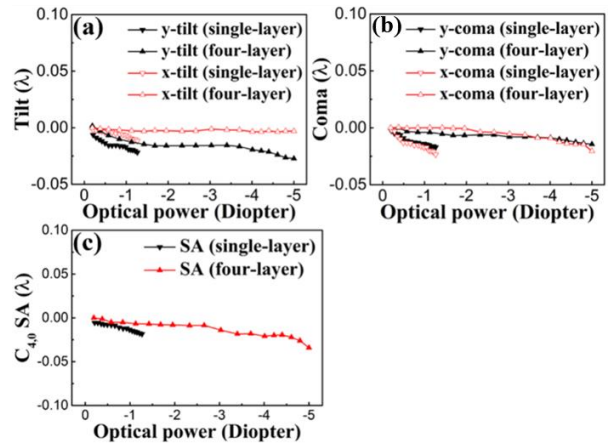 (a)
y-tilt (single-layer)
y-tilt (four-layer)
x-tilt (single-layer)
x-tilt (four-layer)
Tilt (λ)
0.10
0.05
0.00
-0.05
0 -1 -2 -3 -4 -5
Optical power (Diopter)
(b)
y-coma (single-layer)
y-coma (four-layer)
x-coma (single-layer)
x-coma (four-layer)
Coma (λ)
0.10
0.05
0.00
-0.05
0 -1 -2 -3 -4 -5
Optical power (Diopter)
(c)
SA (single-layer)
SA (four-layer)
C4,0 SA (λ)
0.10
0.05
0.00
-0.05
-0.10
0 -1 -2 -3 -4 -5
Optical power (Diopter)